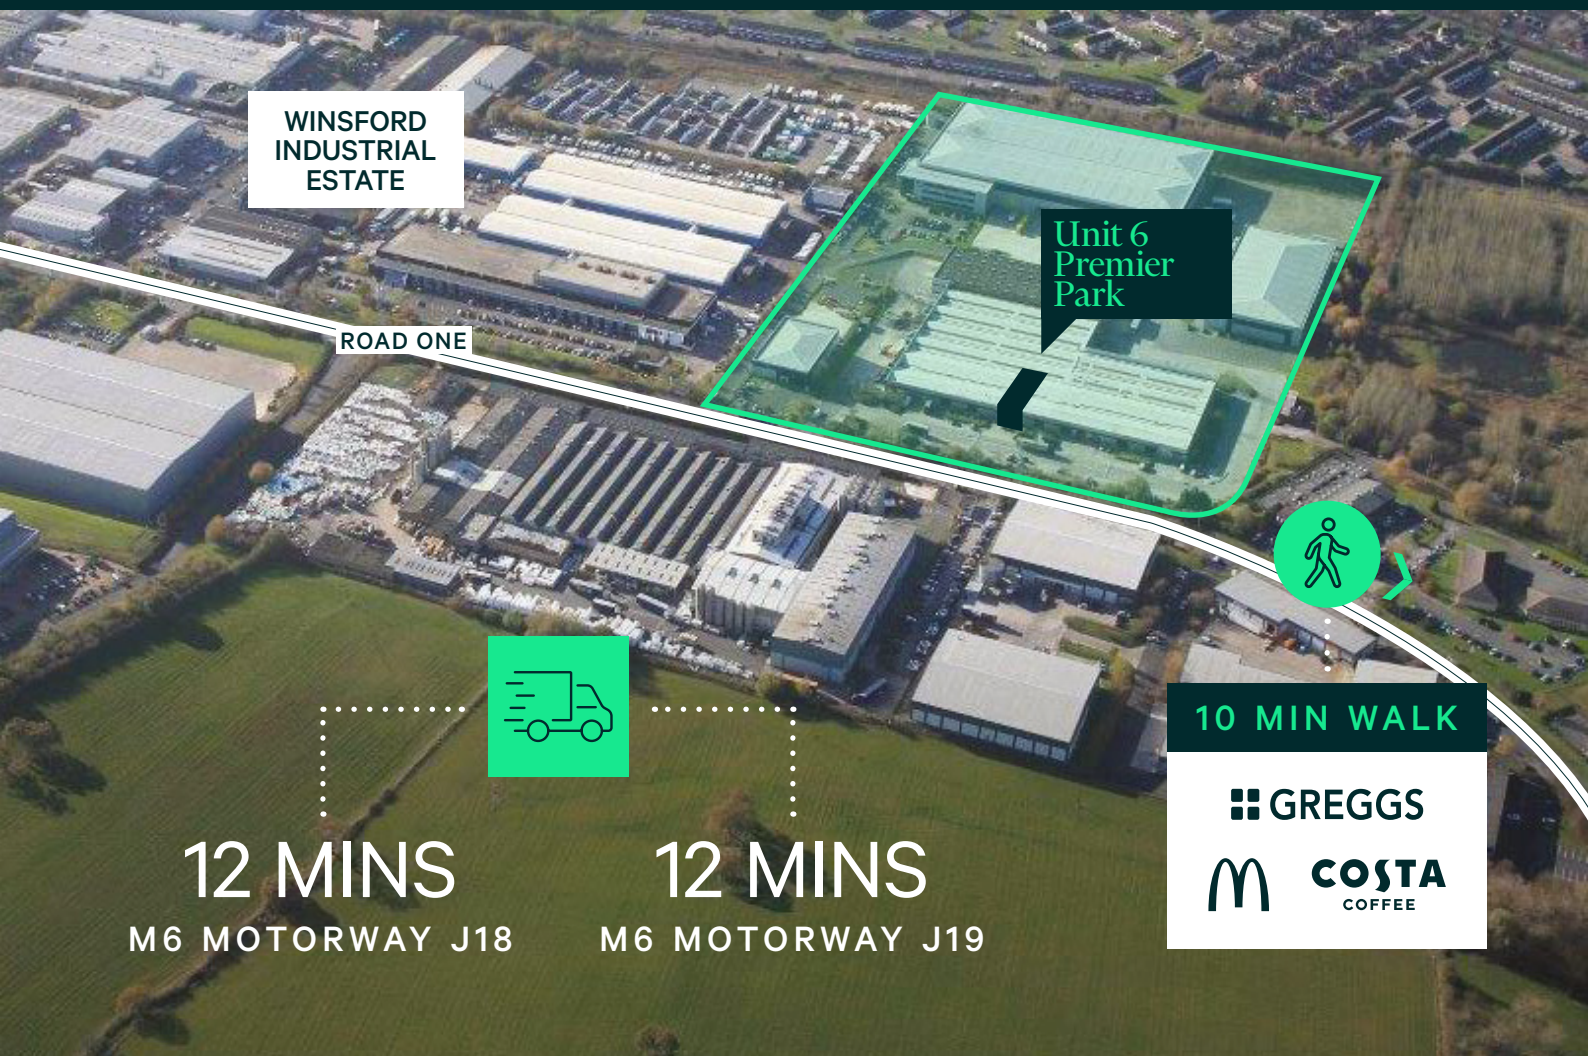 WINSFORD
INDUSTRIAL
ESTATE
Unit 6
Premier
Park
ROAD ONE
10 MIN WALK
GREGGS
COSTA
COFFEE
12 MINS
M6 MOTORWAY J18
12 MINS
M6 MOTORWAY J19